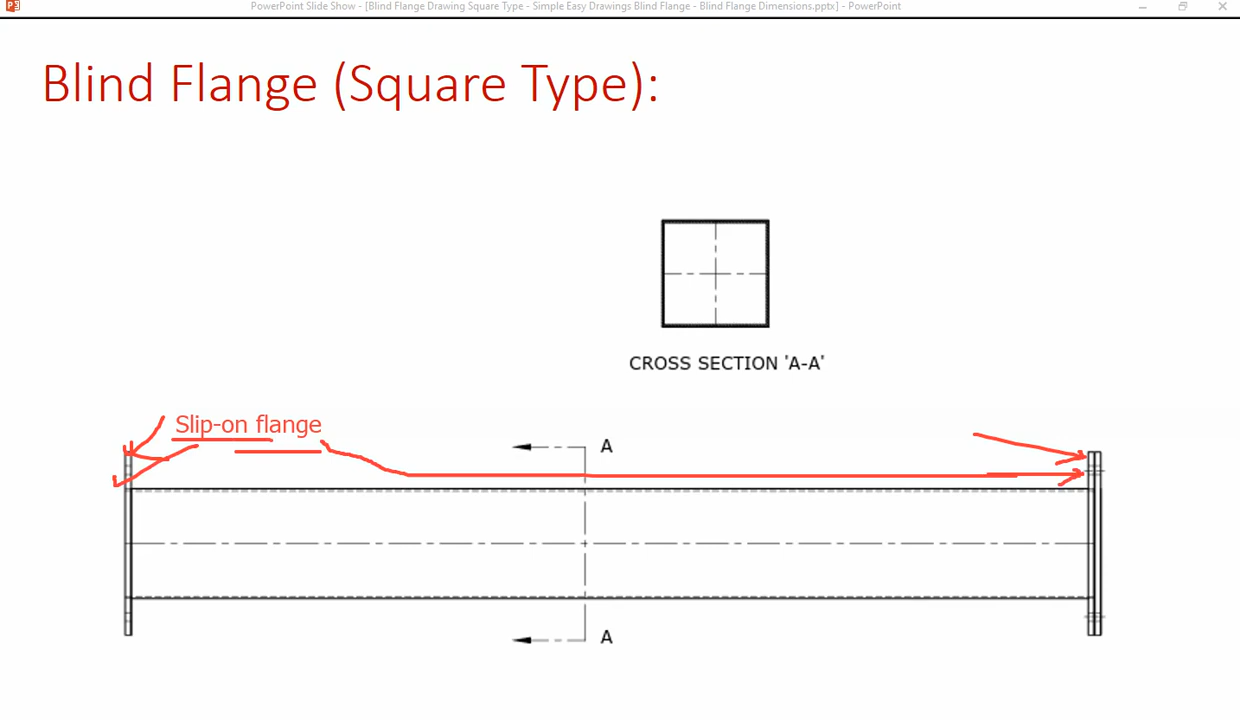 PowerPoint Slide Show - [Blind Flange Drawing Square Type - Simple Easy Drawings Blind Flange - Blind Flange Dimensions.pptx] - PowerPoint
Blind Flange (Square Type):
CROSS SECTION 'A-A'
Slip-on flange
A
A